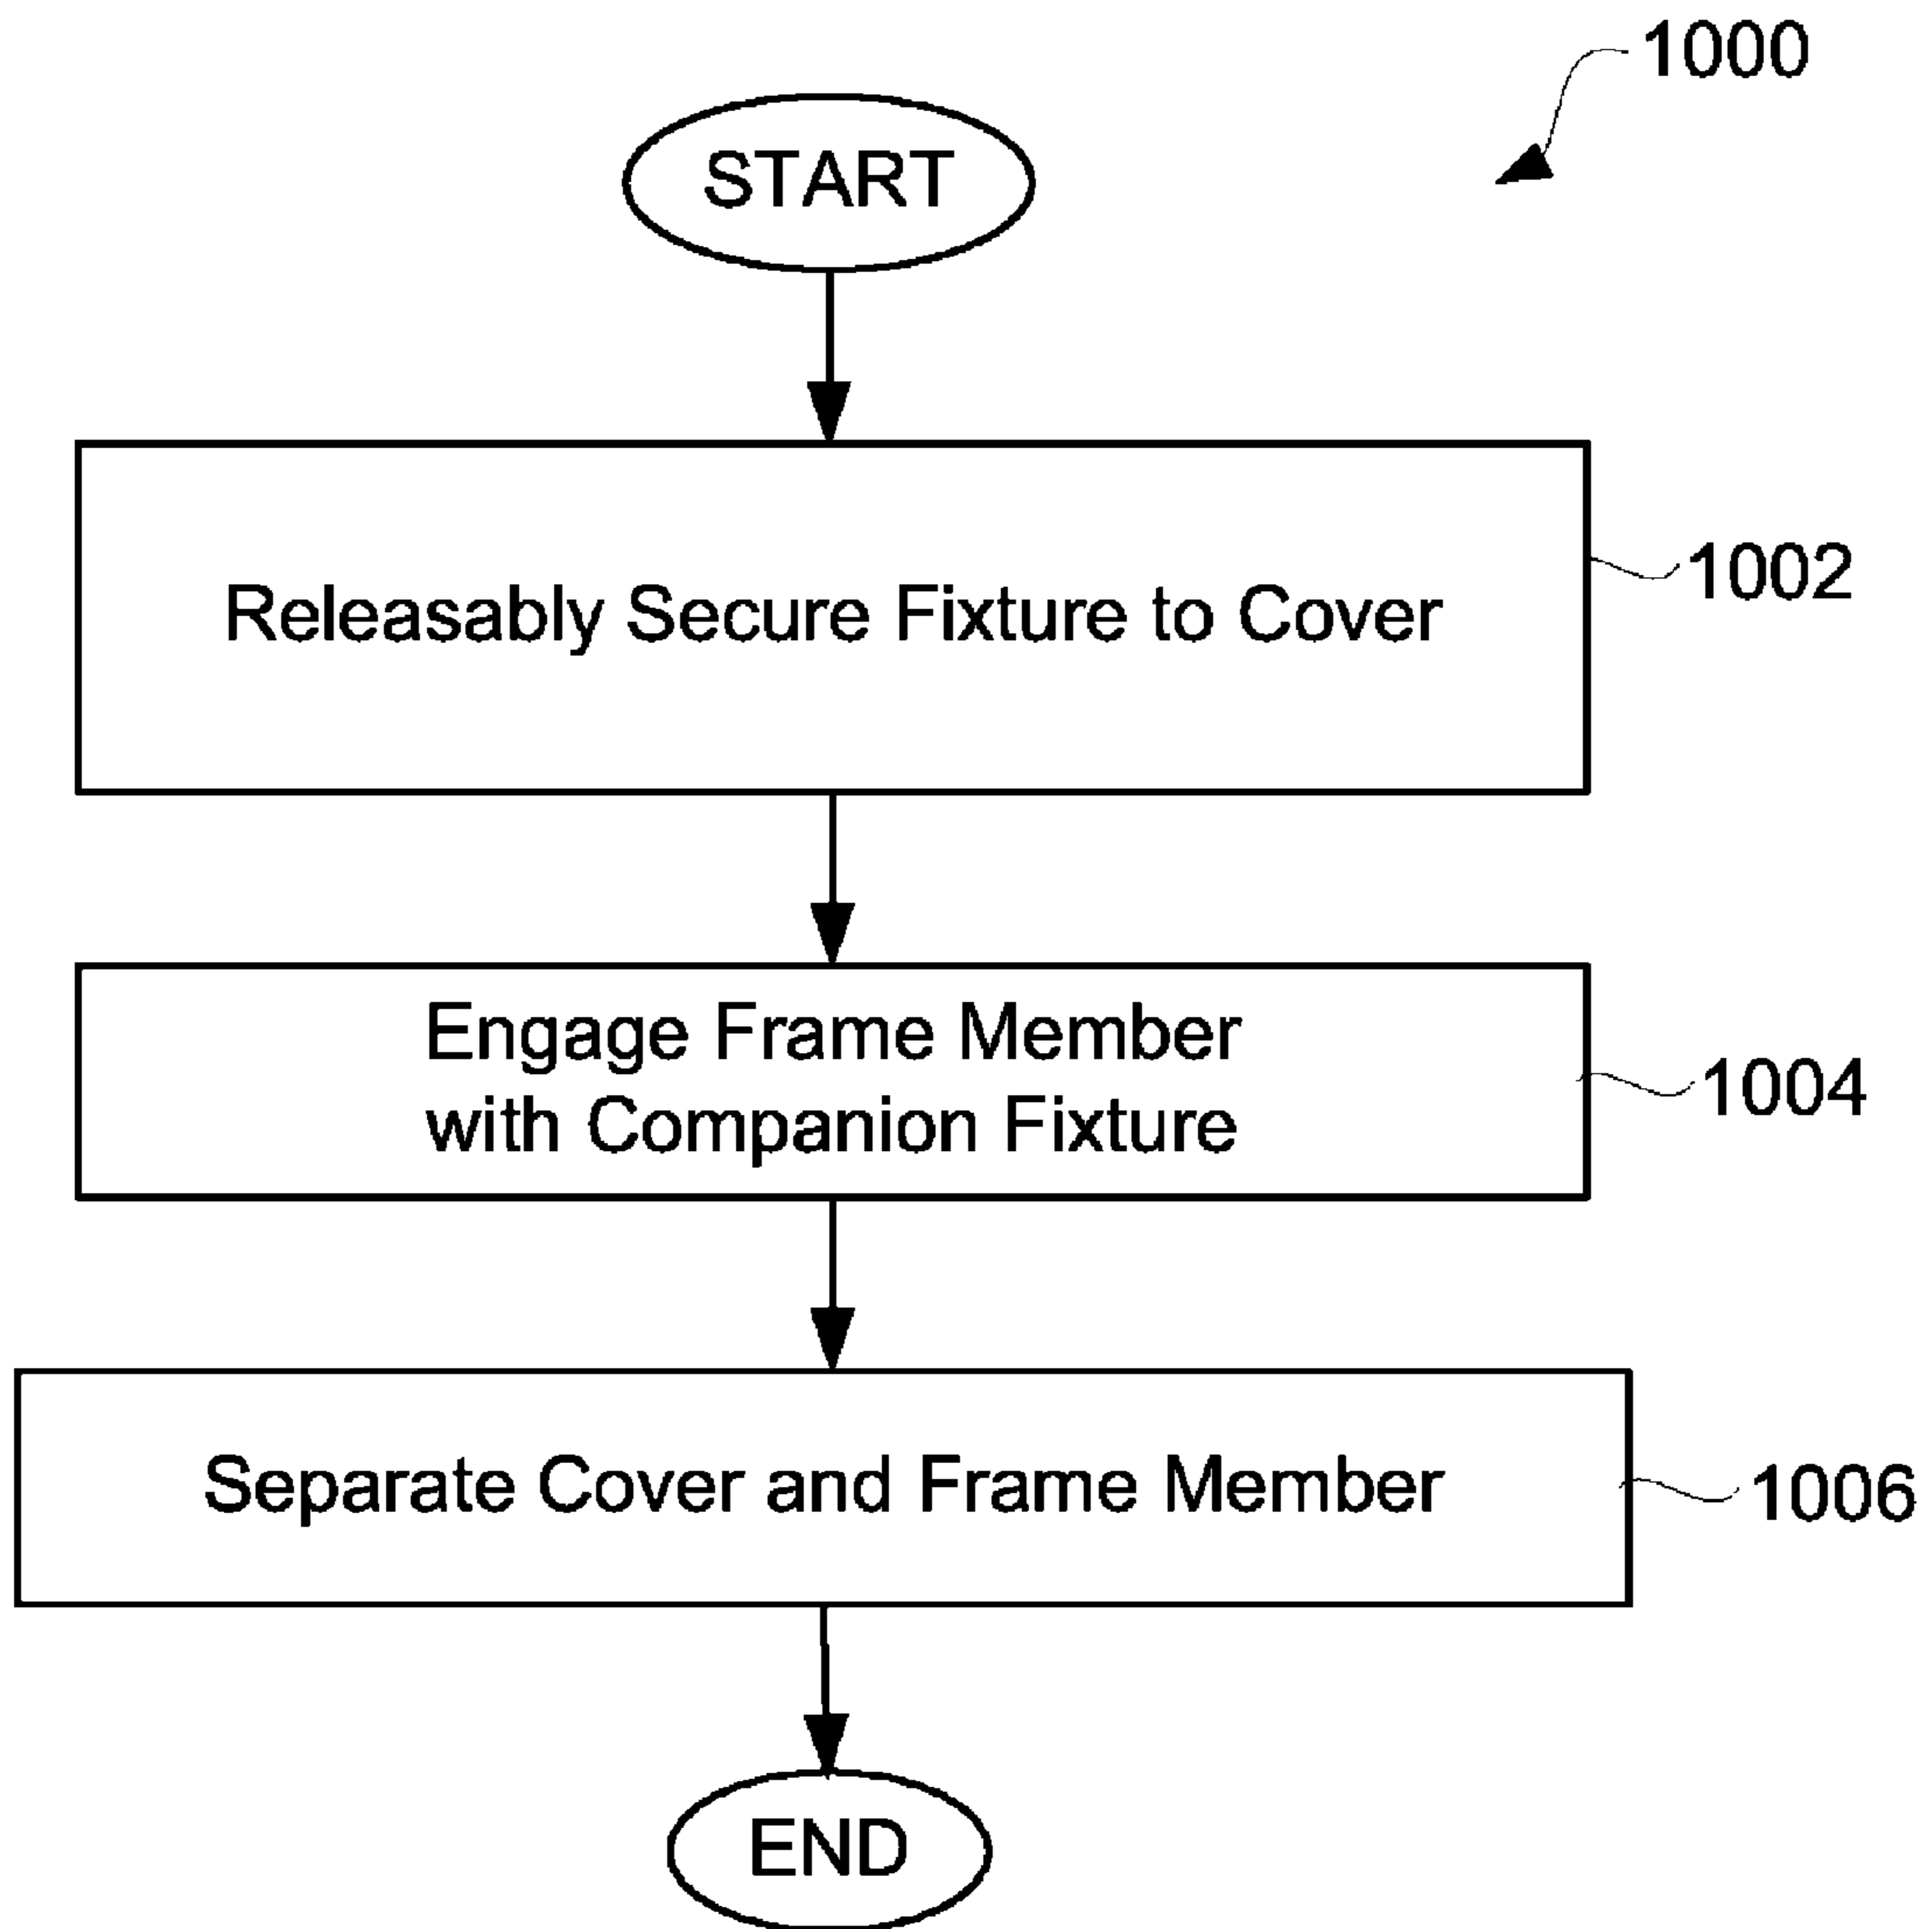 1000
START
Releasably Secure Fixture to Cover
1002
Engage Frame Member
with Companion Fixture
1004
Separate Cover and Frame Member
1006
END